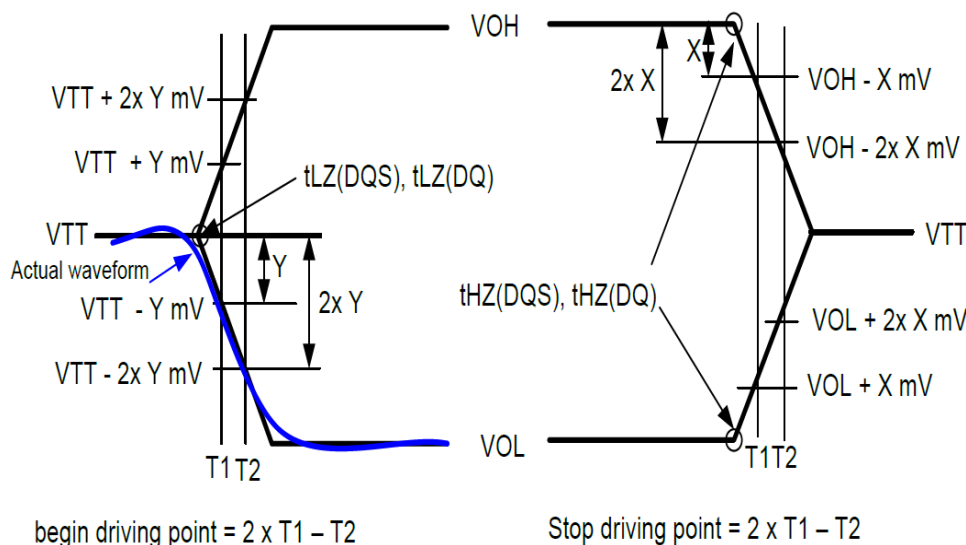 VOH
VTT + 2x Y mV
VTT + Y mV
tLZ(DQS), tLZ(DQ)
VTT
Actual waveform
Y
2x Y
VTT - Y mV
VTT - 2x Y mV
VOL
T1 T2
begin driving point = 2 x T1 – T2
X
2x X
VOH - X mV
VOH - 2x X mV
VTT
tHZ(DQS), tHZ(DQ)
VOL + 2x X mV
VOL + X mV
T1T2
Stop driving point = 2 x T1 – T2